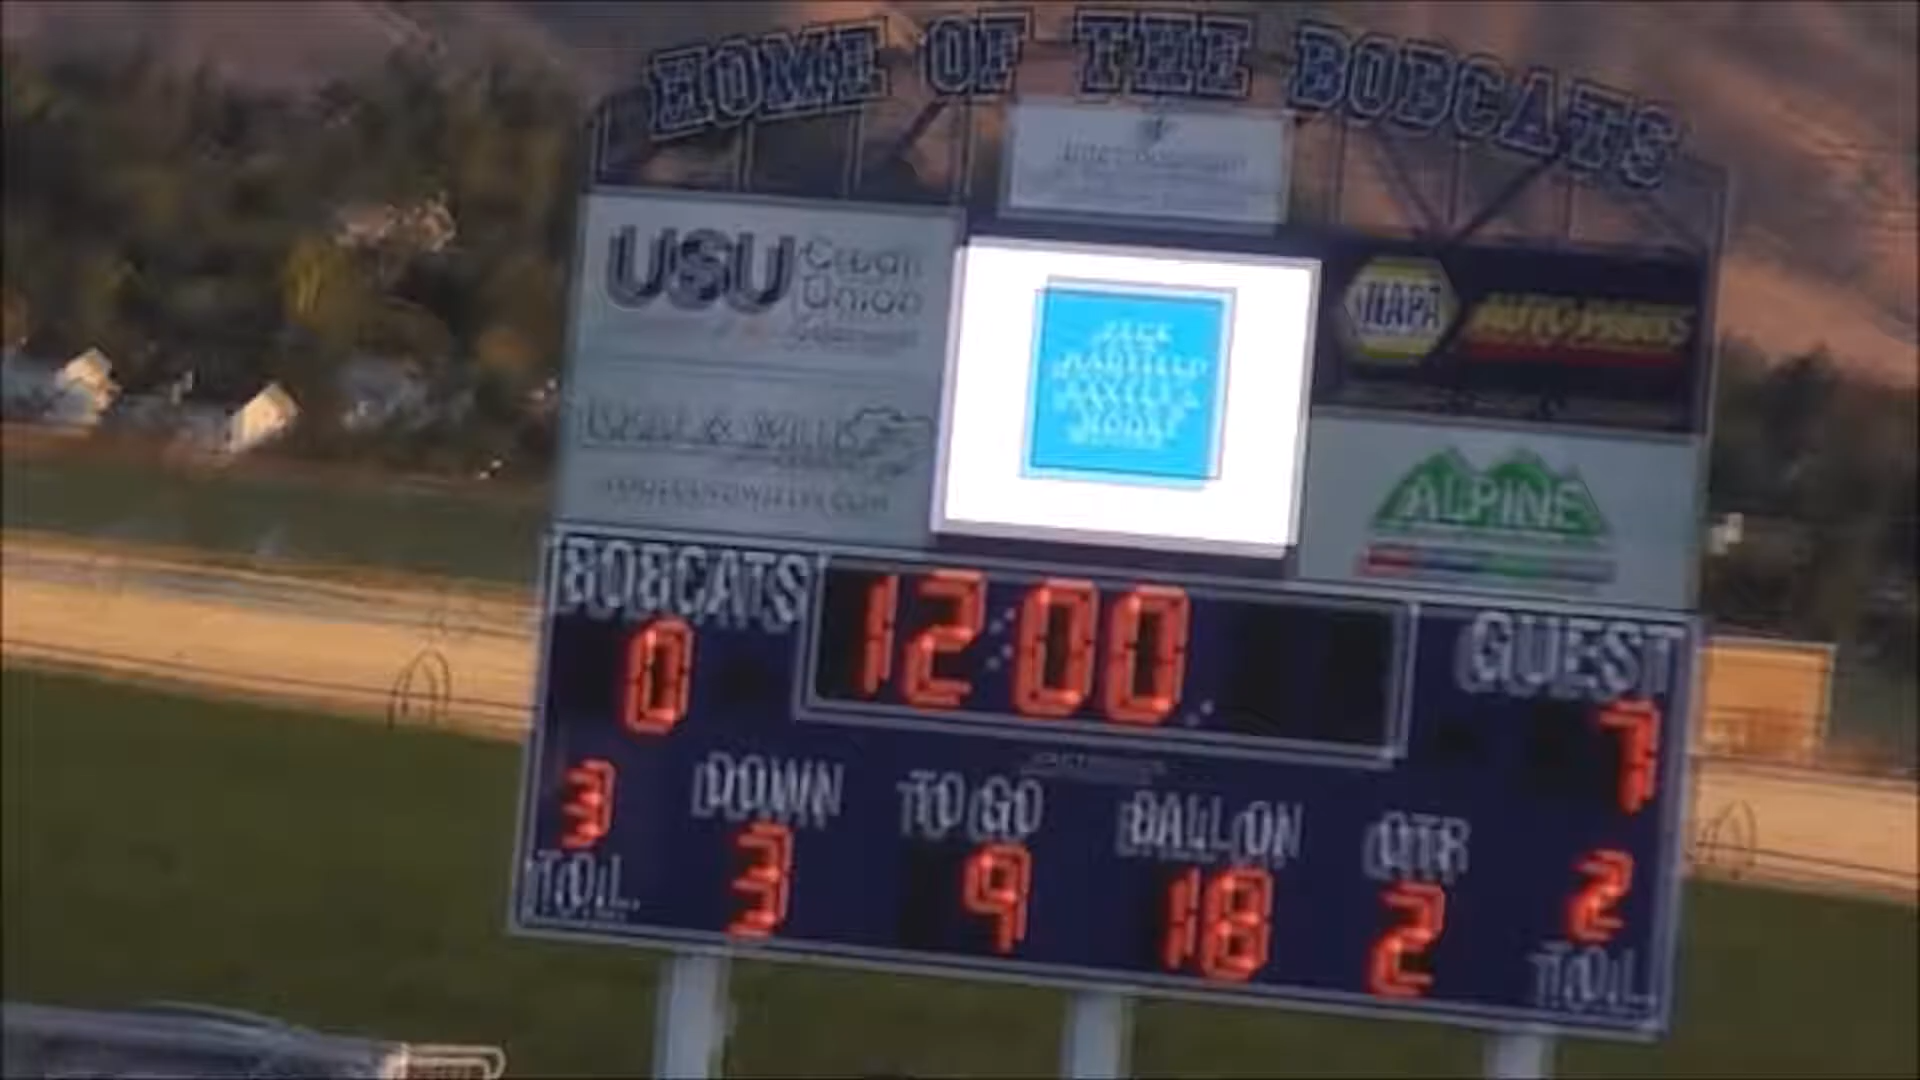 HOME OF THE BOBCATS
USU Credit Union
NAPA AUTO PARTS
ALPINE
BOBCATS
12:00
GUEST
0
7
DOWN
TO GO
BALL ON
QTR
3
3
9
18
2
2
T.O.L.
T.O.L.